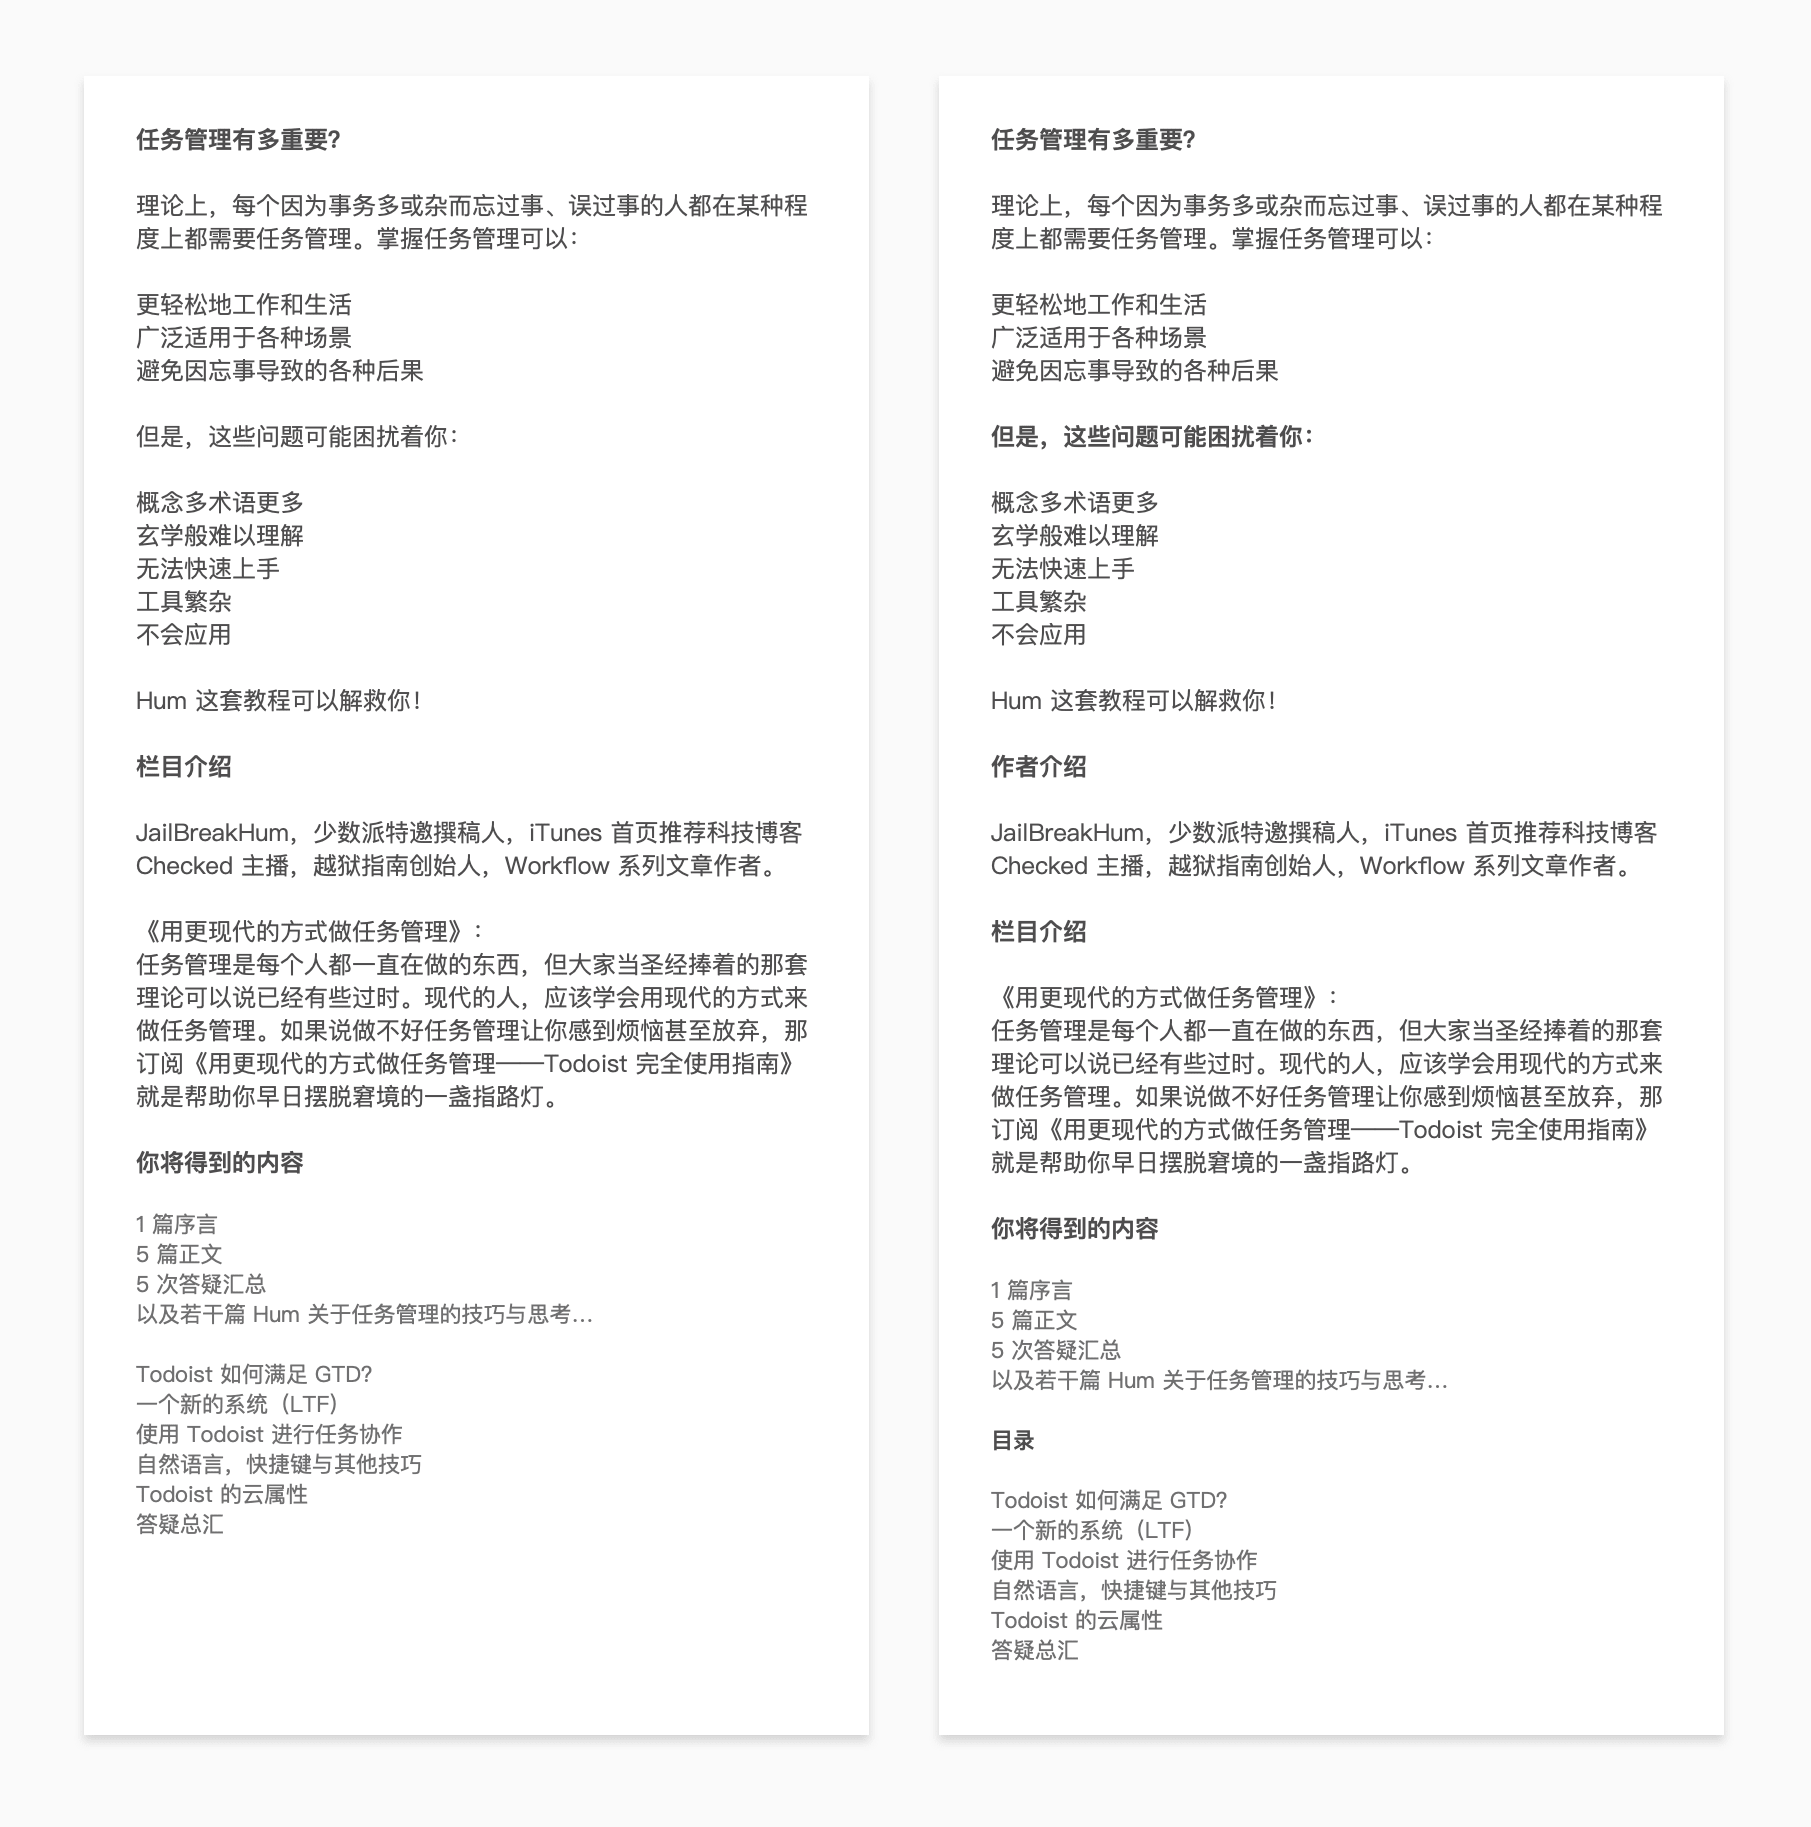 任务管理有多重要？
理论上，每个因为事务多或杂而忘过事、误过事的人都在某种程
度上都需要任务管理。掌握任务管理可以：
更轻松地工作和生活
广泛适用于各种场景
避免因忘事导致的各种后果
但是，这些问题可能困扰着你：
概念多术语更多
玄学般难以理解
无法快速上手
工具繁杂
不会应用
Hum 这套教程可以解救你！
栏目介绍
JailBreakHum，少数派特邀撰稿人，iTunes 首页推荐科技博客
Checked 主播，越狱指南创始人，Workflow 系列文章作者。
《用更现代的方式做任务管理》：
任务管理是每个人都一直在做的东西，但大家当圣经捧着的那套
理论可以说已经有些过时。现代的人，应该学会用现代的方式来
做任务管理。如果说做不好任务管理让你感到烦恼甚至放弃，那
订阅《用更现代的方式做任务管理——Todoist 完全使用指南》
就是帮助你早日摆脱窘境的一盏指路灯。
你将得到的内容
1 篇序言
5 篇正文
5 次答疑汇总
以及若干篇 Hum 关于任务管理的技巧与思考…
Todoist 如何满足 GTD？
一个新的系统（LTF）
使用 Todoist 进行任务协作
自然语言，快捷键与其他技巧
Todoist 的云属性
答疑总汇
任务管理有多重要？
理论上，每个因为事务多或杂而忘过事、误过事的人都在某种程
度上都需要任务管理。掌握任务管理可以：
更轻松地工作和生活
广泛适用于各种场景
避免因忘事导致的各种后果
但是，这些问题可能困扰着你：
概念多术语更多
玄学般难以理解
无法快速上手
工具繁杂
不会应用
Hum 这套教程可以解救你！
作者介绍
JailBreakHum，少数派特邀撰稿人，iTunes 首页推荐科技博客
Checked 主播，越狱指南创始人，Workflow 系列文章作者。
栏目介绍
《用更现代的方式做任务管理》：
任务管理是每个人都一直在做的东西，但大家当圣经捧着的那套
理论可以说已经有些过时。现代的人，应该学会用现代的方式来
做任务管理。如果说做不好任务管理让你感到烦恼甚至放弃，那
订阅《用更现代的方式做任务管理——Todoist 完全使用指南》
就是帮助你早日摆脱窘境的一盏指路灯。
你将得到的内容
1 篇序言
5 篇正文
5 次答疑汇总
以及若干篇 Hum 关于任务管理的技巧与思考…
目录
Todoist 如何满足 GTD？
一个新的系统（LTF）
使用 Todoist 进行任务协作
自然语言，快捷键与其他技巧
Todoist 的云属性
答疑总汇